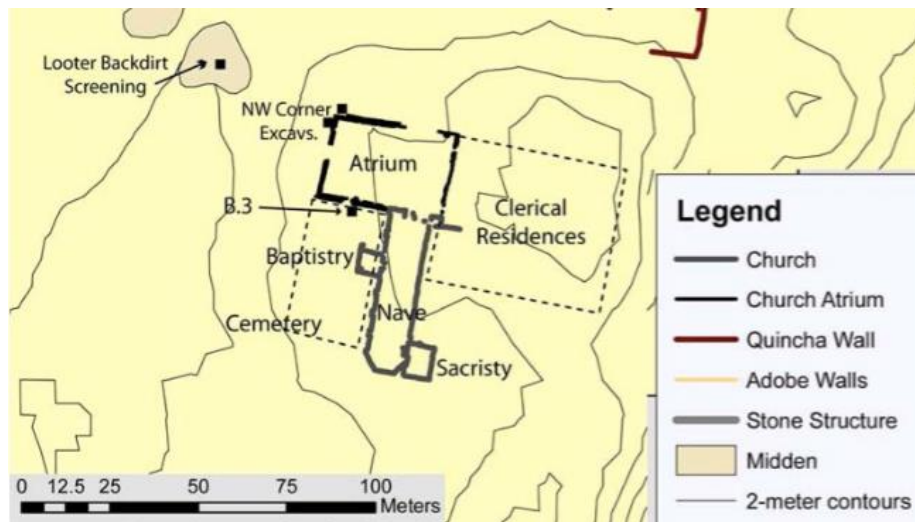 Looter Backdirt
Screening
NW Corner
Excavs.
Atrium
B.3
Clerical
Residences
Baptistry
Nave
Cemetery
Sacristy
Legend
Church
Church Atrium
Quincha Wall
Adobe Walls
Stone Structure
Midden
2-meter contours
0 12.5 25 50 75 100
Meters